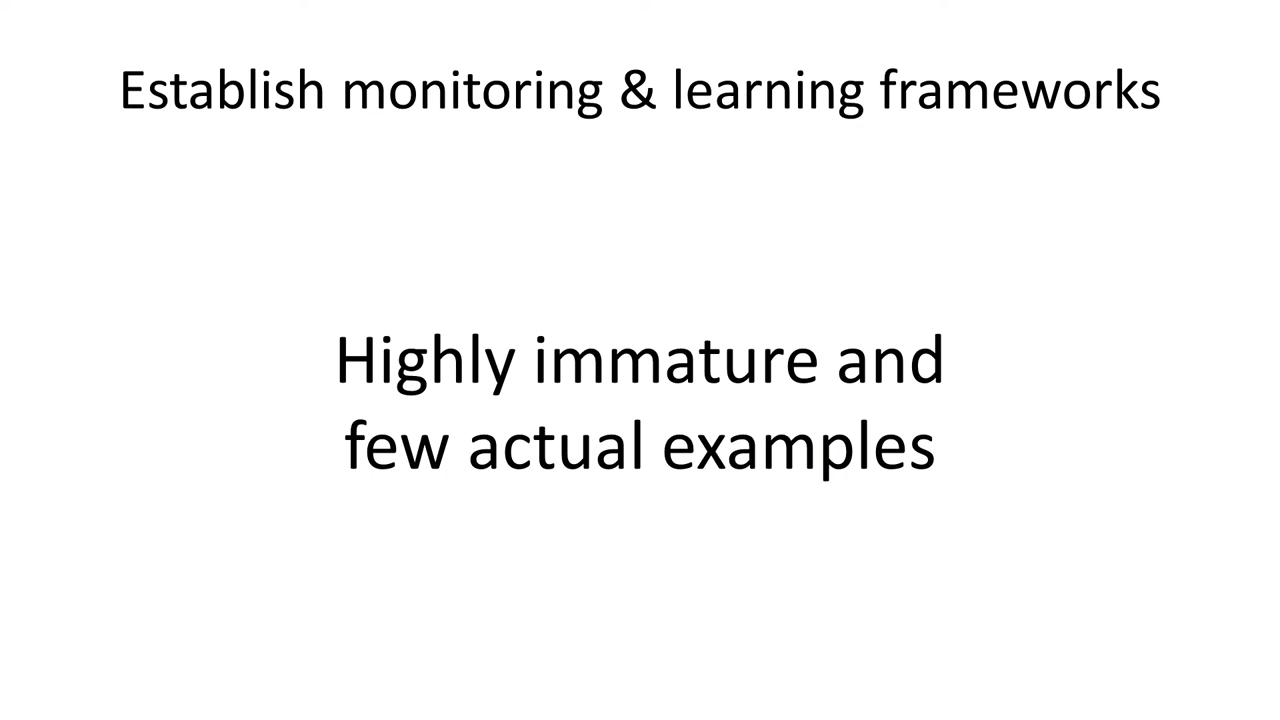 Establish monitoring & learning frameworks
Highly immature and
few actual examples